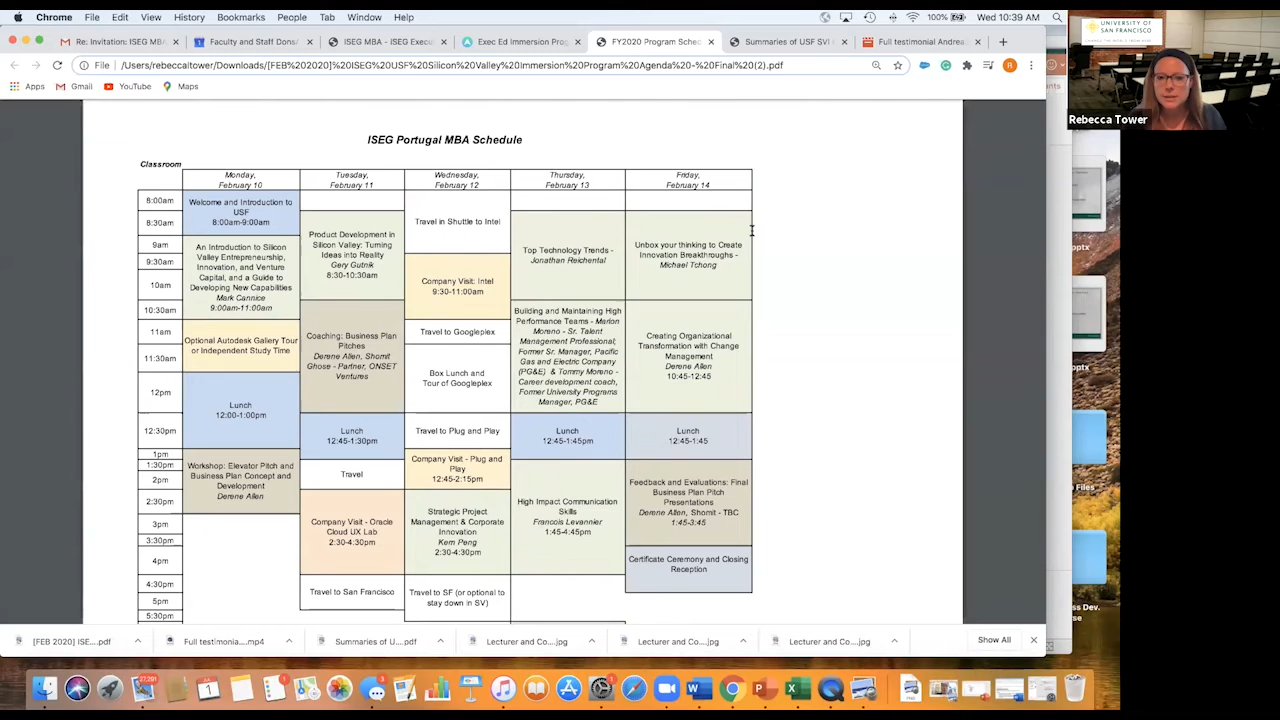 Chrome File Edit View History Bookmarks People Tab Window Help
100% Wed 10:39 AM
Re: Invitation: ISEG MB
Faculty and Staff Dons
ISEG MBA
Exec Ed Immersion Pro
FY2020 Program Sche
Summaries of USF SV
Full testimonial Andrea
File /Users/rebeccaltower/Downloads/[FEB%202020]%20ISEG%20USF%20Silicon%20Valley%20Immersion%20Program%20Agenda%20-%20Final%20(2).pdf
Apps Gmail YouTube Maps
UNIVERSITY OF
SAN FRANCISCO
CHANGE THE WORLD FROM HERE
Rebecca Tower
ISEG Portugal MBA Schedule
Classroom
Monday,
February 10
Tuesday,
February 11
Wednesday,
February 12
Thursday,
February 13
Friday,
February 14
8:00am
8:30am
9am
9:30am
10am
10:30am
11am
11:30am
12pm
12:30pm
1pm
1:30pm
2pm
2:30pm
3pm
3:30pm
4pm
4:30pm
5pm
5:30pm
Welcome and Introduction to
USF
8:00am-9:00am
An Introduction to Silicon
Valley Entrepreneurship,
Innovation, and Venture
Capital, and a Guide to
Developing New Capabilities
Mark Cannice
9:00am-11:00am
Optional Autodesk Gallery Tour
or Independent Study Time
Lunch
12:00-1:00pm
Workshop: Elevator Pitch and
Business Plan Concept and
Development
Derene Allen
Product Development in
Silicon Valley: Turning
Ideas into Reality
Gery Gutnik
8:30-10:30am
Coaching: Business Plan
Pitches
Derene Allen, Shomit
Ghose - Partner, ONSET
Ventures
Lunch
12:45-1:30pm
Travel
Company Visit - Oracle
Cloud UX Lab
2:30-4:30pm
Travel to San Francisco
Travel in Shuttle to Intel
Company Visit: Intel
9:30-11:00am
Travel to Googleplex
Box Lunch and
Tour of Googleplex
Travel to Plug and Play
Company Visit - Plug and
Play
12:45-2:15pm
Strategic Project
Management & Corporate
Innovation
Kem Peng
2:30-4:30pm
Travel to SF (or optional to
stay down in SV)
Top Technology Trends -
Jonathan Reichental
Building and Maintaining High
Performance Teams - Marion
Moreno - Sr. Talent
Management Professional;
Former Sr. Manager, Pacific
Gas and Electric Company
(PG&E) & Tommy Moreno -
Career development coach,
Former University Programs
Manager, PG&E
Lunch
12:45-1:45pm
High Impact Communication
Skills
Francois Levannier
1:45-4:45pm
Unbox your thinking to Create
Innovation Breakthroughs -
Michael Tchong
Creating Organizational
Transformation with Change
Management
Derene Allen
10:45-12:45
Lunch
12:45-1:45
Feedback and Evaluations: Final
Business Plan Pitch
Presentations
Derene Allen, Shomit - TBC
1:45-3:45
Certificate Ceremony and Closing
Reception
ants
pptx
pptx
Files
ss Dev.
se
[FEB 2020] ISE....pdf
Full testimonia....mp4
Summaries of U....pdf
Lecturer and Co....jpg
Lecturer and Co....jpg
Lecturer and Co....jpg
Show All